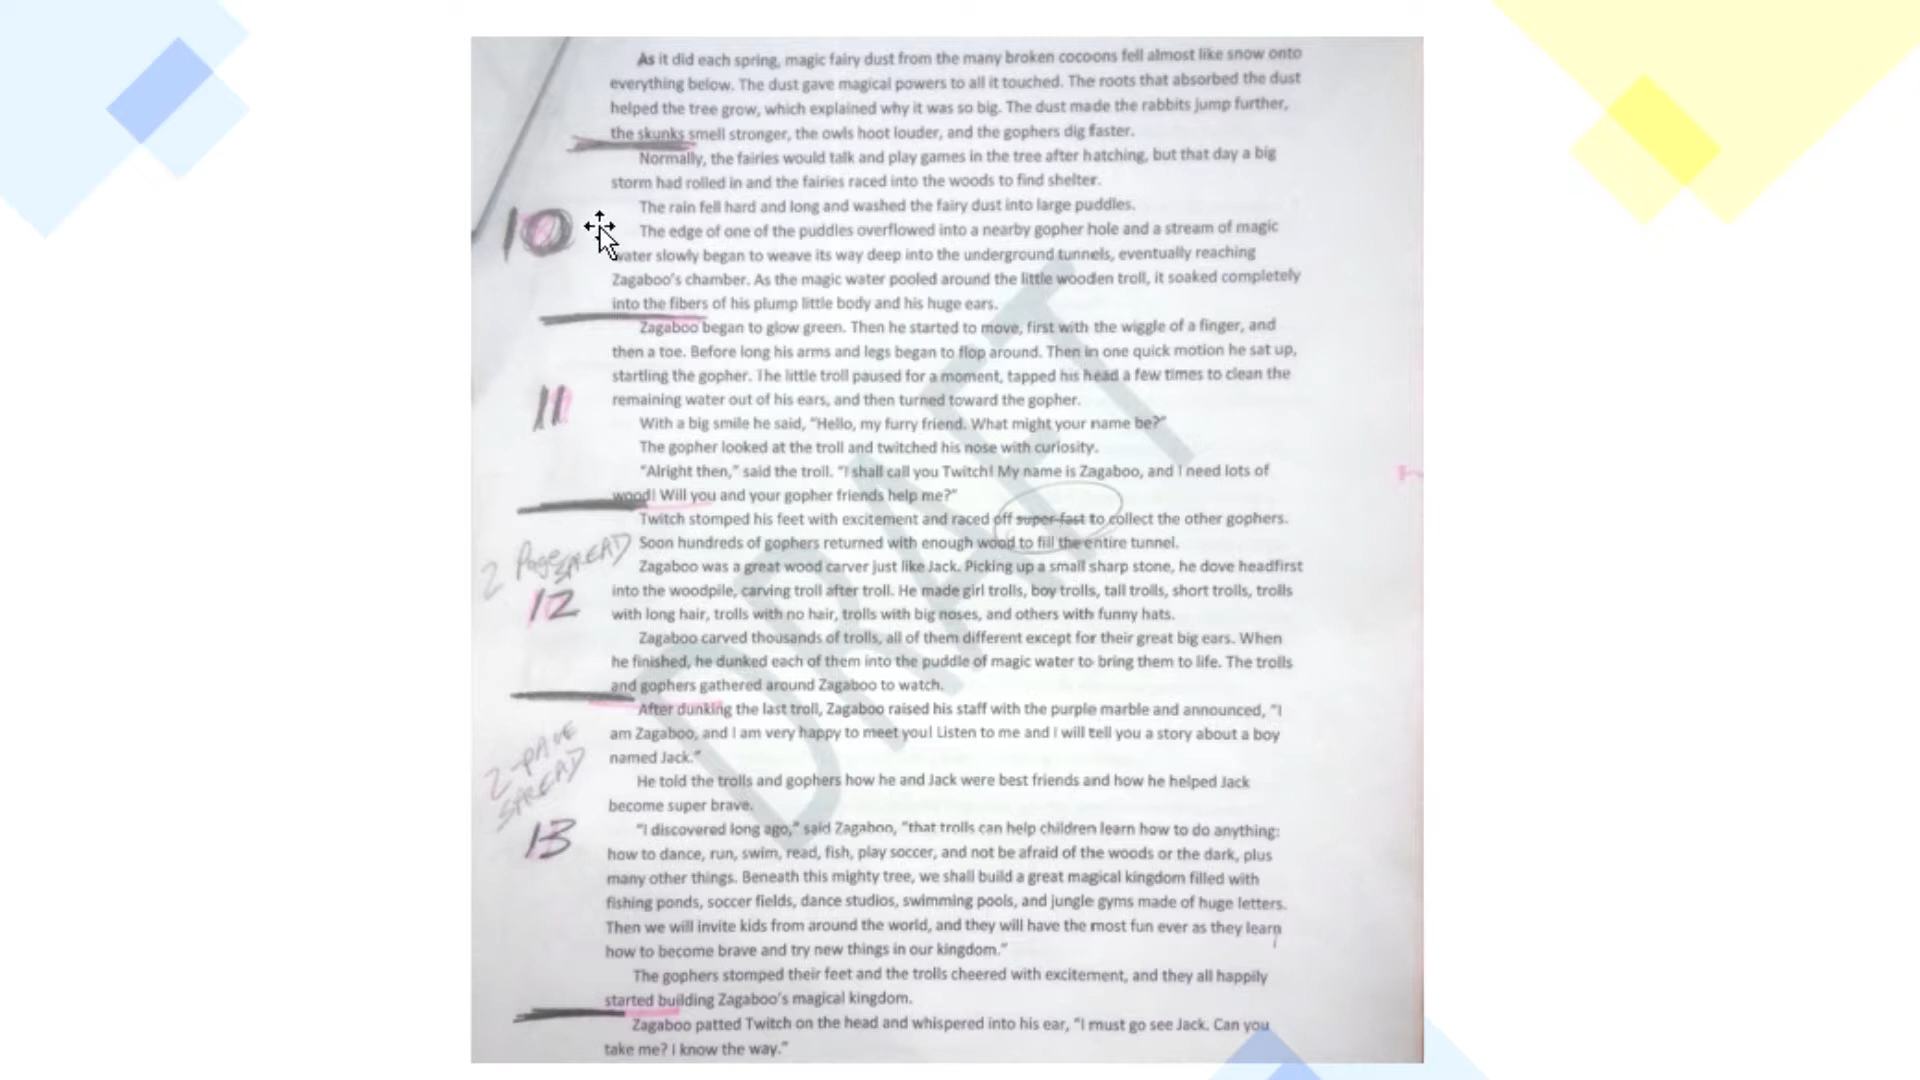 As it did each spring, magic fairy dust from the many broken cocoons fell almost like snow onto
everything below. The dust gave magical powers to all it touched. The roots that absorbed the dust
helped the tree grow, which explained why it was so big. The dust made the rabbits jump further,
the skunks smell stronger, the owls hoot louder, and the gophers dig faster.
Normally, the fairies would talk and play games in the tree after hatching, but that day a big
storm had rolled in and the fairies raced into the woods to find shelter.
The rain fell hard and long and washed the fairy dust into large puddles.
10
The edge of one of the puddles overflowed into a nearby gopher hole and a stream of magic
water slowly began to weave its way deep into the underground tunnels, eventually reaching
Zagaboo's chamber. As the magic water pooled around the little wooden troll, it soaked completely
into the fibers of his plump little body and his huge ears.
Zagaboo began to glow green. Then he started to move, first with the wiggle of a finger, and
then a toe. Before long his arms and legs began to flop around. Then in one quick motion he sat up,
startling the gopher. The little troll paused for a moment, tapped his head a few times to clean the
remaining water out of his ears, and then turned toward the gopher.
11
With a big smile he said, "Hello, my furry friend. What might your name be?"
The gopher looked at the troll and twitched his nose with curiosity.
"Alright then," said the troll. "I shall call you Twitch! My name is Zagaboo, and I need lots of
wood! Will you and your gopher friends help me?"
Twitch stomped his feet with excitement and raced off super-fast to collect the other gophers.
Soon hundreds of gophers returned with enough wood to fill the entire tunnel.
2 Page SPREAD
12
Zagaboo was a great wood carver just like Jack. Picking up a small sharp stone, he dove headfirst
into the woodpile, carving troll after troll. He made girl trolls, boy trolls, tall trolls, short trolls, trolls
with long hair, trolls with no hair, trolls with big noses, and others with funny hats.
Zagaboo carved thousands of trolls, all of them different except for their great big ears. When
he finished, he dunked each of them into the puddle of magic water to bring them to life. The trolls
and gophers gathered around Zagaboo to watch.
After dunking the last troll, Zagaboo raised his staff with the purple marble and announced, "I
am Zagaboo, and I am very happy to meet you! Listen to me and I will tell you a story about a boy
named Jack."
2-PAGE
SPREAD
13
He told the trolls and gophers how he and Jack were best friends and how he helped Jack
become super brave.
"I discovered long ago," said Zagaboo, "that trolls can help children learn how to do anything:
how to dance, run, swim, read, fish, play soccer, and not be afraid of the woods or the dark, plus
many other things. Beneath this mighty tree, we shall build a great magical kingdom filled with
fishing ponds, soccer fields, dance studios, swimming pools, and jungle gyms made of huge letters.
Then we will invite kids from around the world, and they will have the most fun ever as they learn
how to become brave and try new things in our kingdom."
The gophers stomped their feet and the trolls cheered with excitement, and they all happily
started building Zagaboo's magical kingdom.
Zagaboo patted Twitch on the head and whispered into his ear, "I must go see Jack. Can you
take me? I know the way."
DRAFT